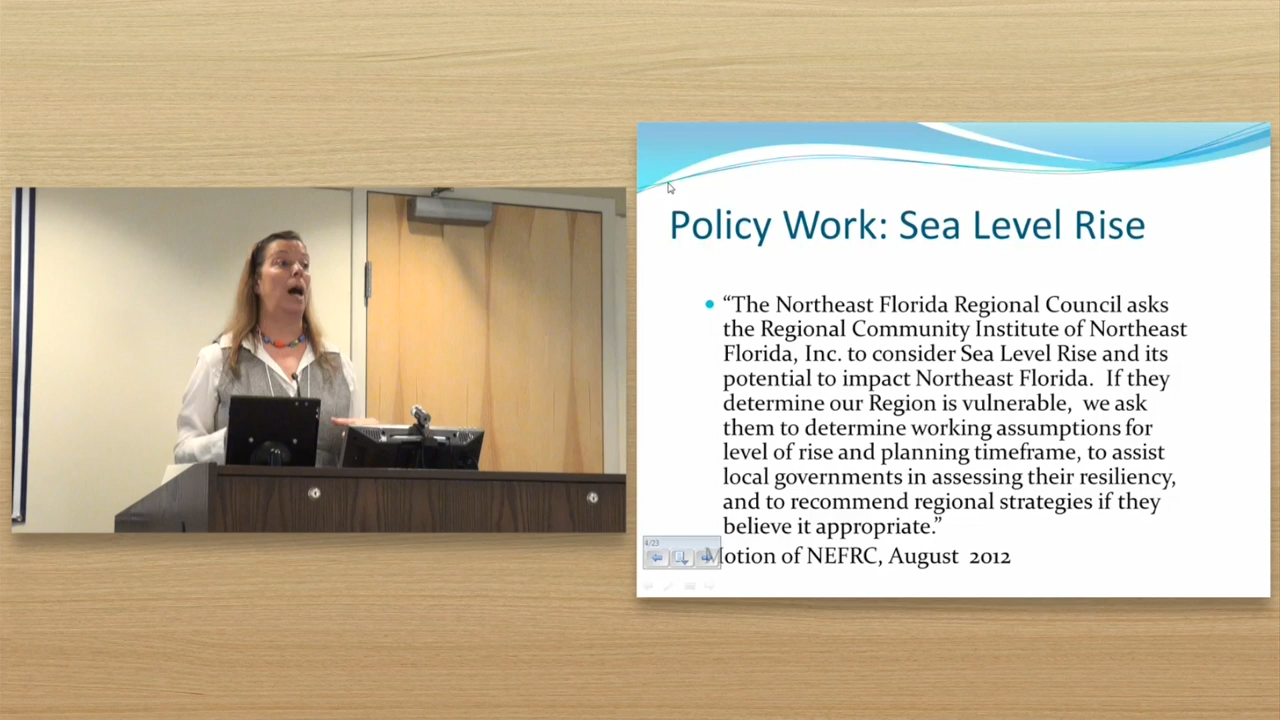 Policy Work: Sea Level Rise
“The Northeast Florida Regional Council asks
the Regional Community Institute of Northeast
Florida, Inc. to consider Sea Level Rise and its
potential to impact Northeast Florida.  If they
determine our Region is vulnerable,  we ask
them to determine working assumptions for
level of rise and planning timeframe, to assist
local governments in assessing their resiliency,
and to recommend regional strategies if they
believe it appropriate.”
4/23
Motion of NEFRC, August  2012